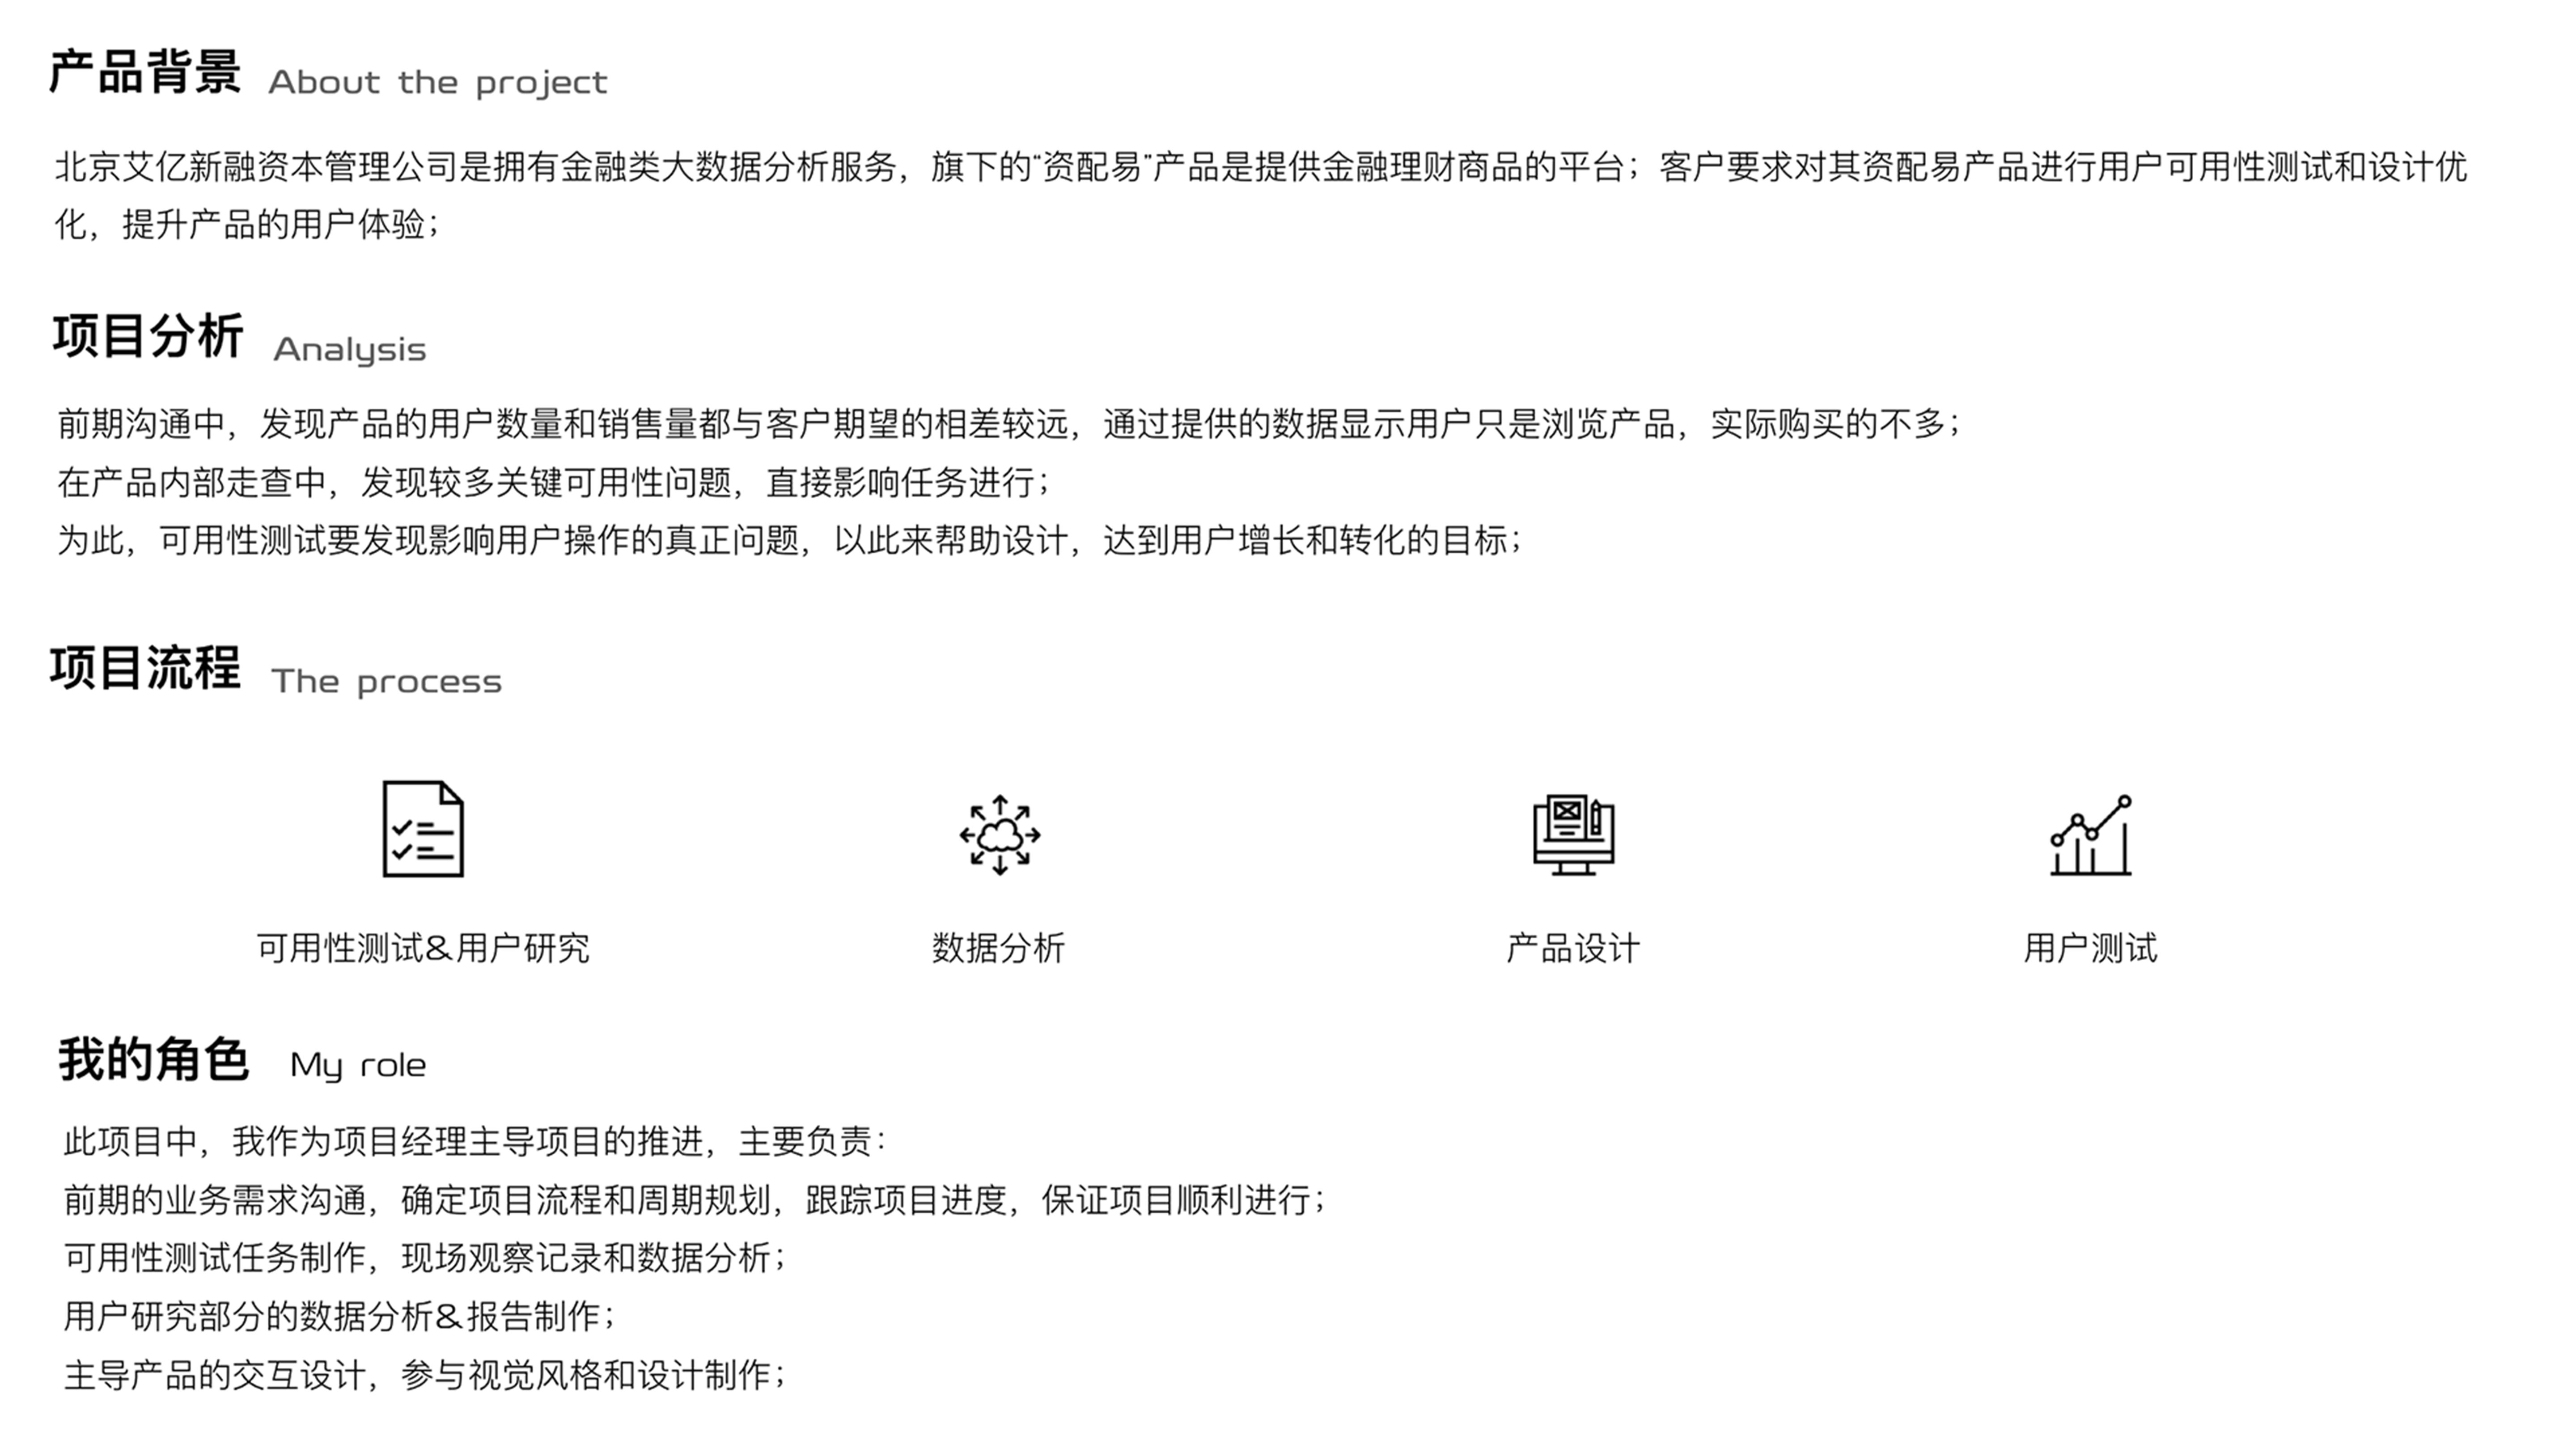 产品背景 About the project
北京艾亿新融资本管理公司是拥有金融类大数据分析服务，旗下的“资配易”产品是提供金融理财商品的平台；客户要求对其资配易产品进行用户可用性测试和设计优
化，提升产品的用户体验；
项目分析 Analysis
前期沟通中，发现产品的用户数量和销售量都与客户期望的相差较远，通过提供的数据显示用户只是浏览产品，实际购买的不多；
在产品内部走查中，发现较多关键可用性问题，直接影响任务进行；
为此，可用性测试要发现影响用户操作的真正问题，以此来帮助设计，达到用户增长和转化的目标；
项目流程 The process
可用性测试&用户研究
数据分析
产品设计
用户测试
我的角色 My role
此项目中，我作为项目经理主导项目的推进，主要负责：
前期的业务需求沟通，确定项目流程和周期规划，跟踪项目进度，保证项目顺利进行；
可用性测试任务制作，现场观察记录和数据分析；
用户研究部分的数据分析&报告制作；
主导产品的交互设计，参与视觉风格和设计制作；